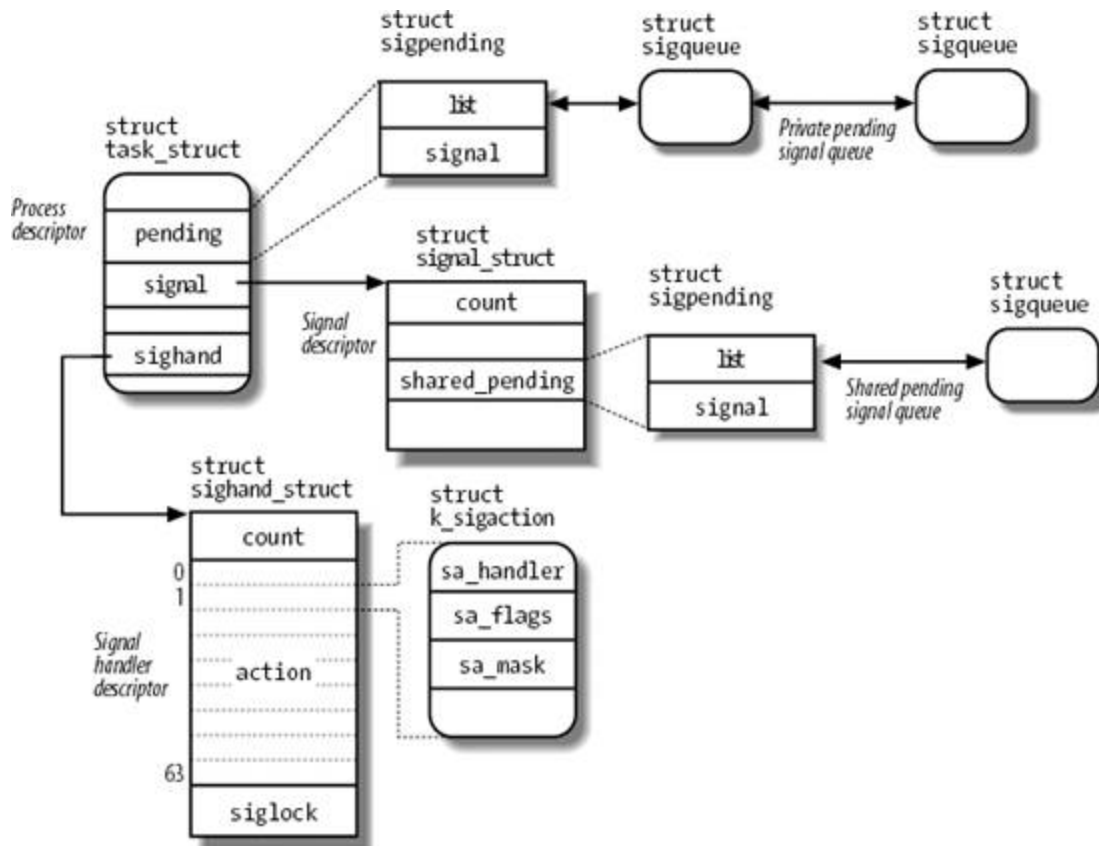 struct
sigpending
struct
sigqueue
struct
sigqueue
list
signal
Private pending
signal queue
struct
task_struct
Process
descriptor
pending
signal
sighand
struct
signal_struct
Signal
descriptor
count
shared_pending
struct
sigpending
list
signal
struct
sigqueue
Shared pending
signal queue
struct
sighand_struct
count
0
1
Signal
handler
descriptor
action
63
siglock
struct
k_sigaction
sa_handler
sa_flags
sa_mask